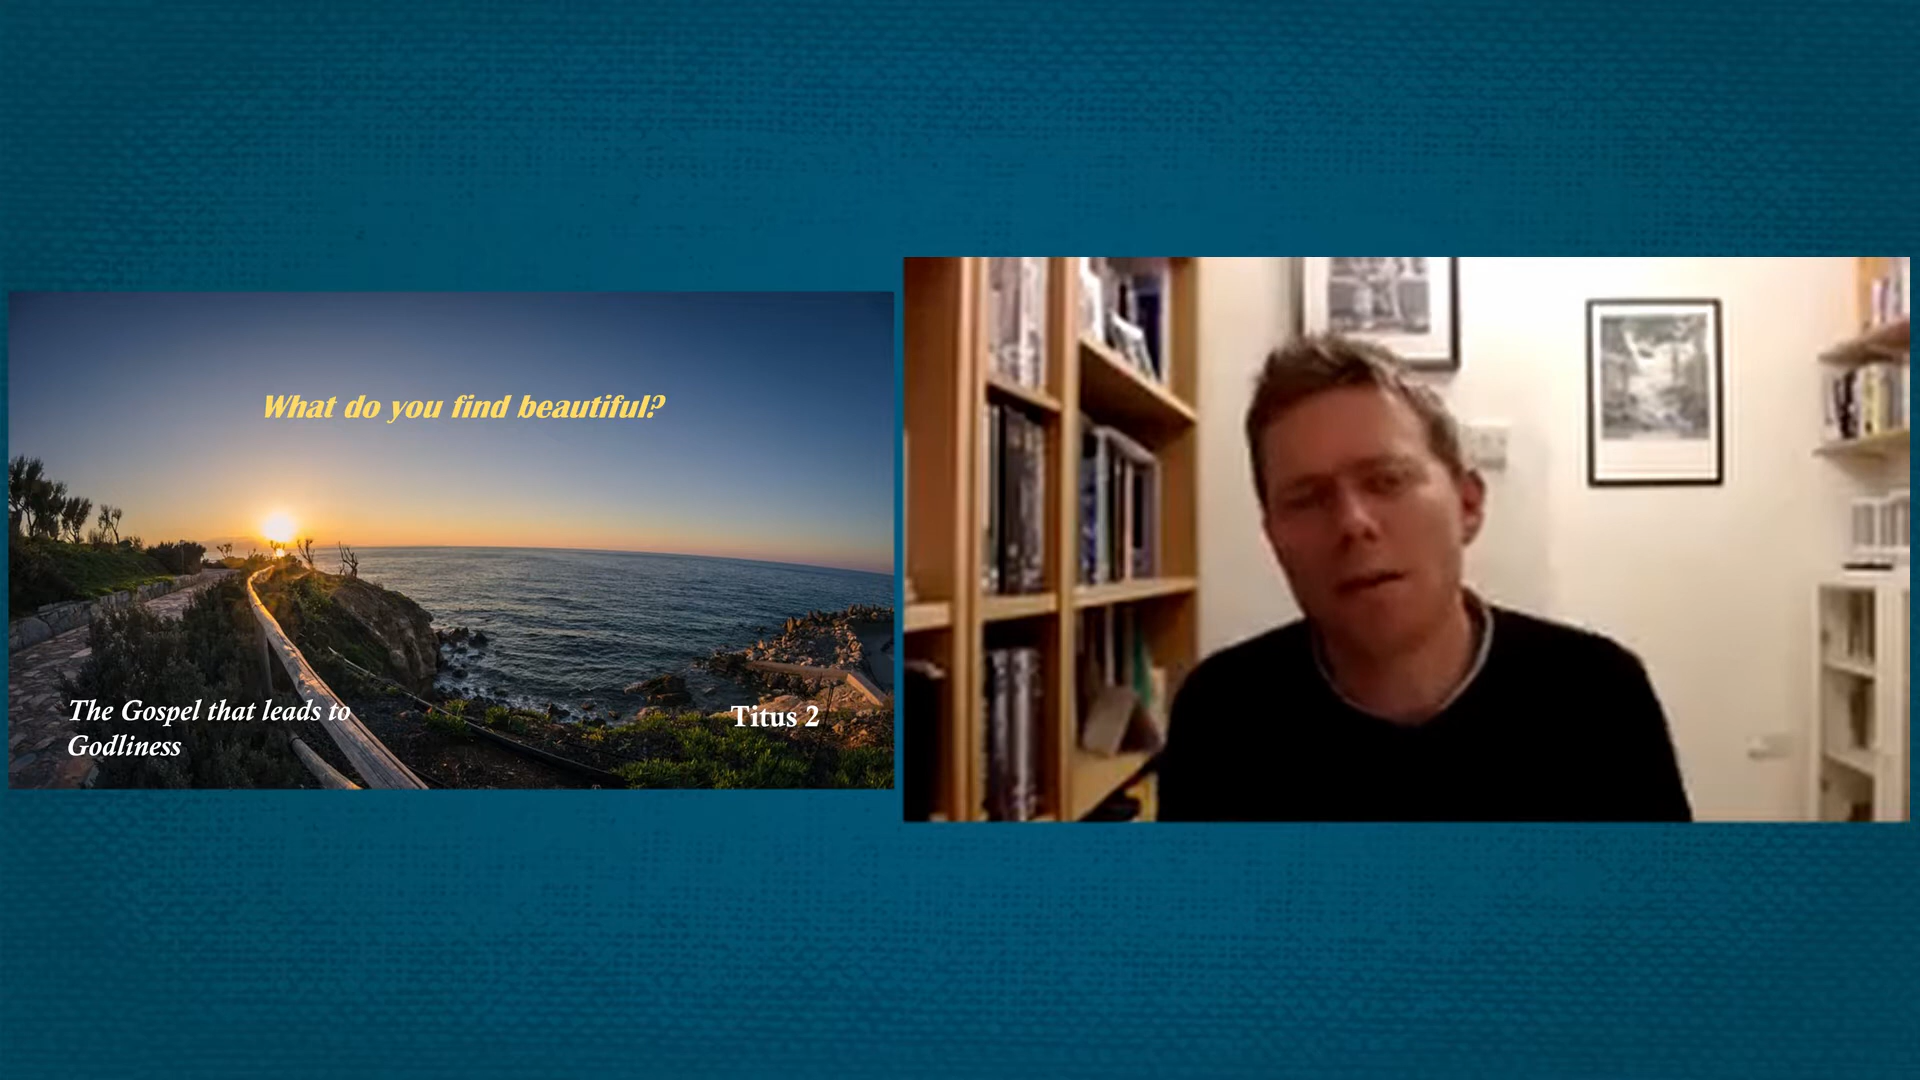 What do you find beautiful?
The Gospel that leads to
Godliness
Titus 2